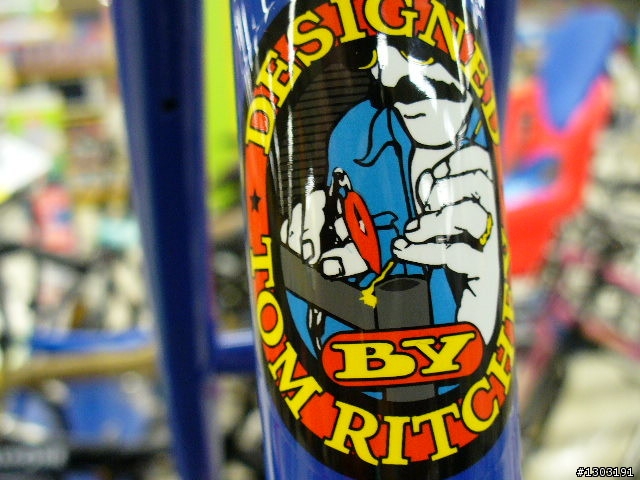 DESIGNED
BY
TOM RITCHEY
#1303191